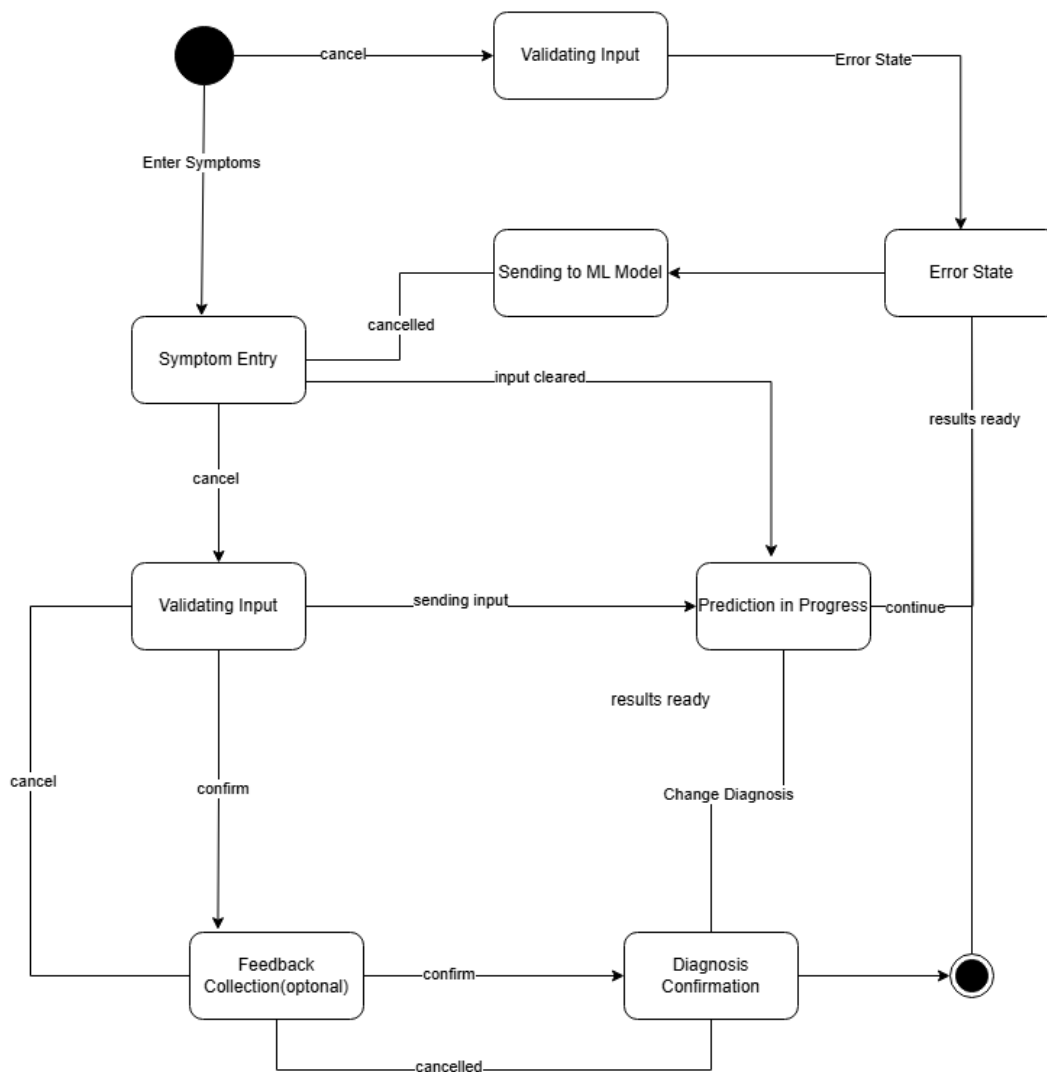 cancel
Validating Input
Error State
Enter Symptoms
Sending to ML Model
Error State
cancelled
Symptom Entry
input cleared
results ready
cancel
Validating Input
sending input
Prediction in Progress
continue
results ready
cancel
confirm
Change Diagnosis
Feedback
Collection(optonal)
confirm
Diagnosis
Confirmation
cancelled